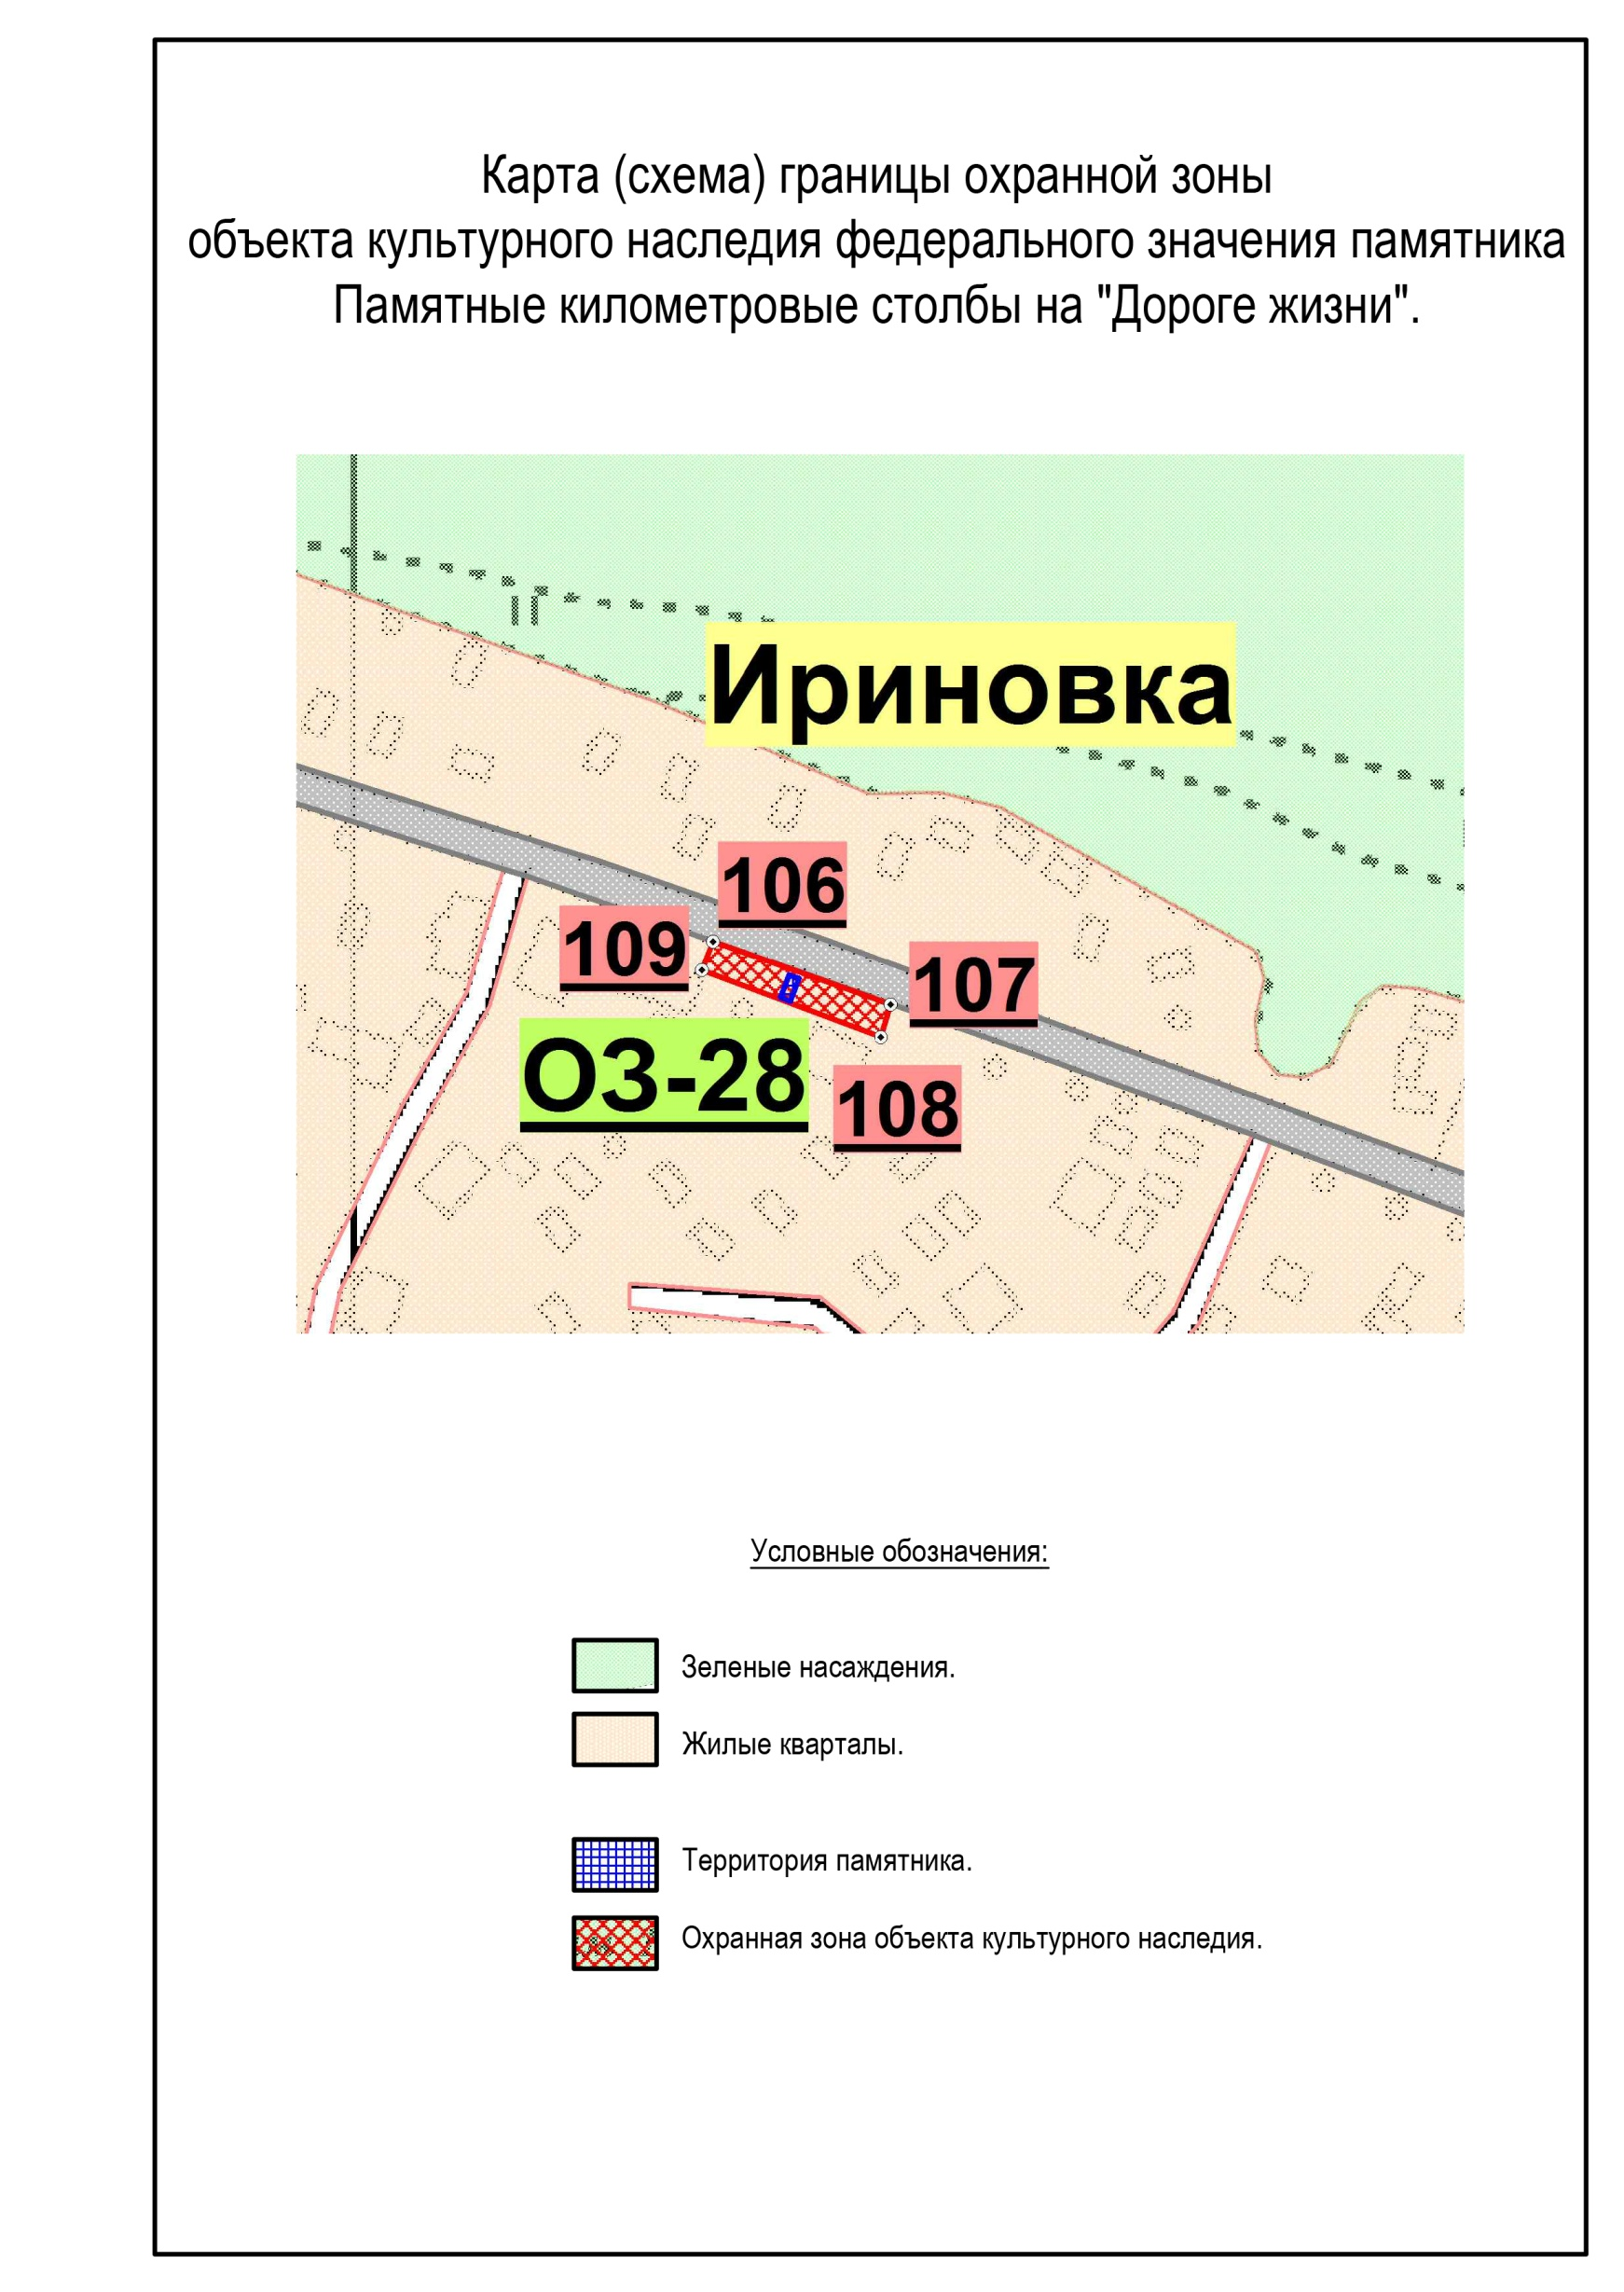 Карта (схема) границы охранной зоны
объекта культурного наследия федерального значения памятника
Памятные километровые столбы на "Дороге жизни".
Ириновка
106
109
107
ОЗ-28
108
Условные обозначения:
Зеленые насаждения.
Жилые кварталы.
Территория памятника.
Охранная зона объекта культурного наследия.